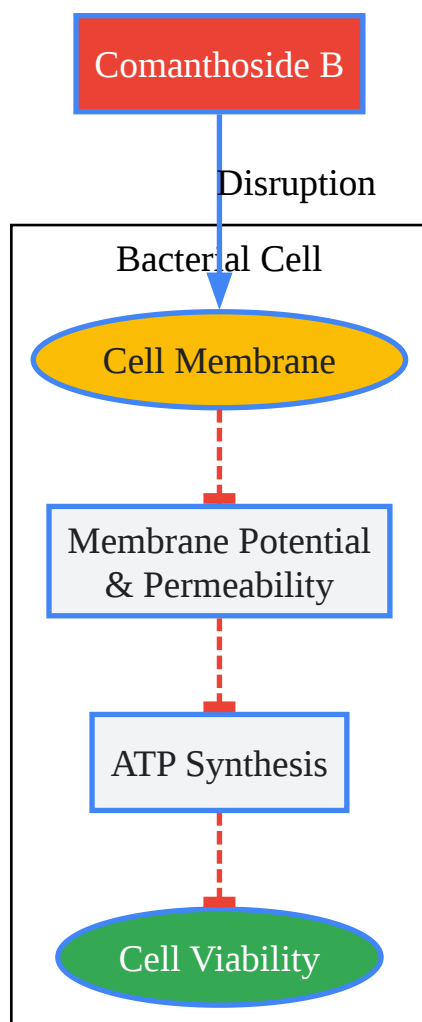 Comanthoside B
Disruption
Bacterial Cell
Cell Membrane
Membrane Potential
& Permeability
ATP Synthesis
Cell Viability